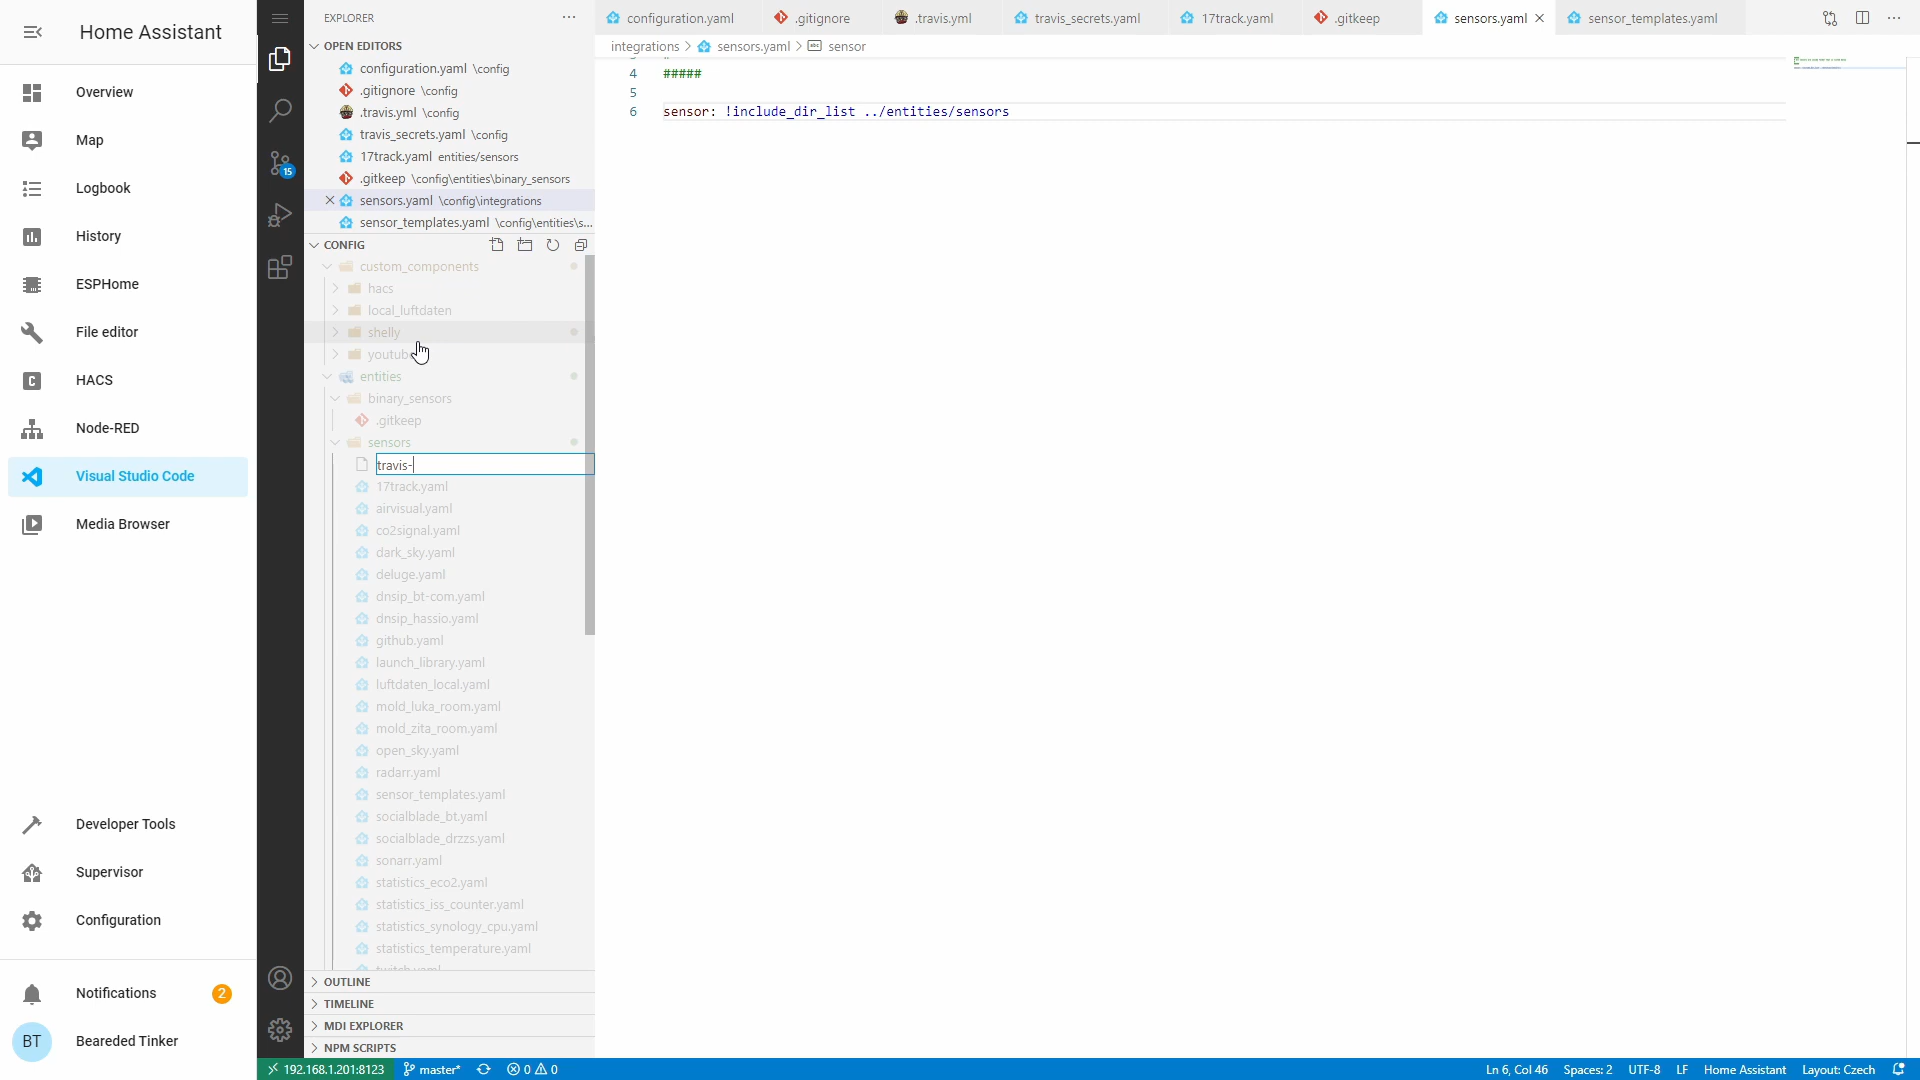 Home Assistant
Overview
Map
Logbook
History
ESPHome
File editor
HACS
Node-RED
Visual Studio Code
Media Browser
Developer Tools
Supervisor
Configuration
Notifications
2
BT
Beareded Tinker
15
EXPLORER
OPEN EDITORS
configuration.yaml \config
.gitignore \config
.travis.yml \config
travis_secrets.yaml \config
17track.yaml entities/sensors
.gitkeep \config\entities\binary_sensors
sensors.yaml \config\integrations
sensor_templates.yaml \config\entities\s...
CONFIG
custom_components
hacs
local_luftdaten
shelly
entities
binary_sensors
.gitkeep
sensors
travis-
17track.yaml
airvisual.yaml
co2signal.yaml
dark_sky.yaml
deluge.yaml
dnsip_bt-com.yaml
dnsip_hassio.yaml
github.yaml
launch_library.yaml
luftdaten_local.yaml
mold_luka_room.yaml
mold_zita_room.yaml
open_sky.yaml
radarr.yaml
sensor_templates.yaml
socialblade_bt.yaml
socialblade_drzzs.yaml
sonarr.yaml
statistics_eco2.yaml
statistics_iss_counter.yaml
statistics_synology_cpu.yaml
statistics_temperature.yaml
OUTLINE
TIMELINE
MDI EXPLORER
NPM SCRIPTS
configuration.yaml .gitignore .travis.yml travis_secrets.yaml 17track.yaml .gitkeep sensors.yaml sensor_templates.yaml
integrations > sensors.yaml > sensor
4 #####
5
6 sensor: !include_dir_list ../entities/sensors
192.168.1.201:8123 master* 0 0 Ln 6, Col 46 Spaces: 2 UTF-8 LF Home Assistant Layout: Czech